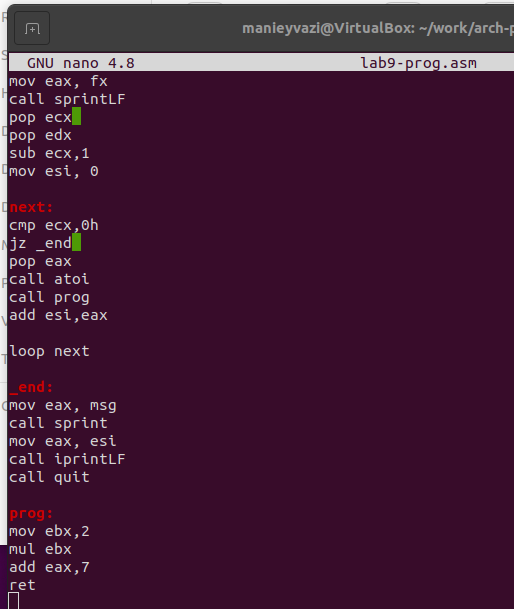 manieyvazi@VirtualBox: ~/work/arch-p
GNU nano 4.8 lab9-prog.asm
mov eax, fx
call sprintLF
pop ecx
pop edx
sub ecx,1
mov esi, 0
next:
cmp ecx,0h
jz _end
pop eax
call atoi
call prog
add esi,eax
loop next
_end:
mov eax, msg
call sprint
mov eax, esi
call iprintLF
call quit
prog:
mov ebx,2
mul ebx
add eax,7
ret